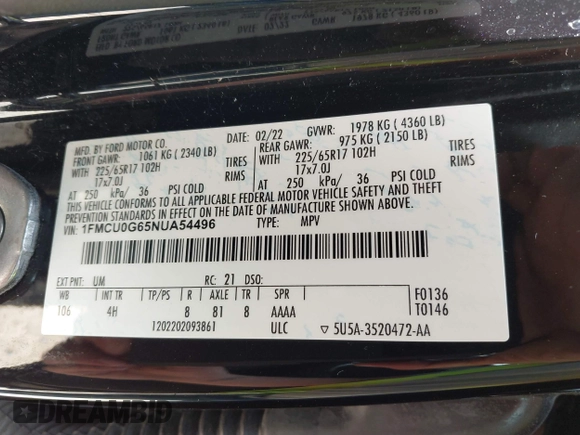 MFD. BY FORD MOTOR CO.
DATE: 02/22 GVWR: 1978 KG ( 4360 LB)
FRONT GAWR: 1061 KG ( 2340 LB) REAR GAWR: 975 KG ( 2150 LB)
WITH 225/65R17 102H TIRES WITH 225/65R17 102H TIRES
17x7.0J RIMS 17x7.0J RIMS
AT 250 kPa/ 36 PSI COLD AT 250 kPa/ 36 PSI COLD
THIS VEHICLE CONFORMS TO ALL APPLICABLE FEDERAL MOTOR VEHICLE SAFETY AND THEFT
PREVENTION STANDARDS IN EFFECT ON THE DATE OF MANUFACTURE SHOWN ABOVE.
VIN: 1FMCU0G65NUA54496 TYPE: MPV
EXT PNT: UM RC: 21 DSO:
WB INT TR TP/PS R AXLE TR SPR F0136
106 4H 8 81 8 AAAA T0146
1202202093861 ULC ▽ 5U5A-3520472-AA
DREAMBID